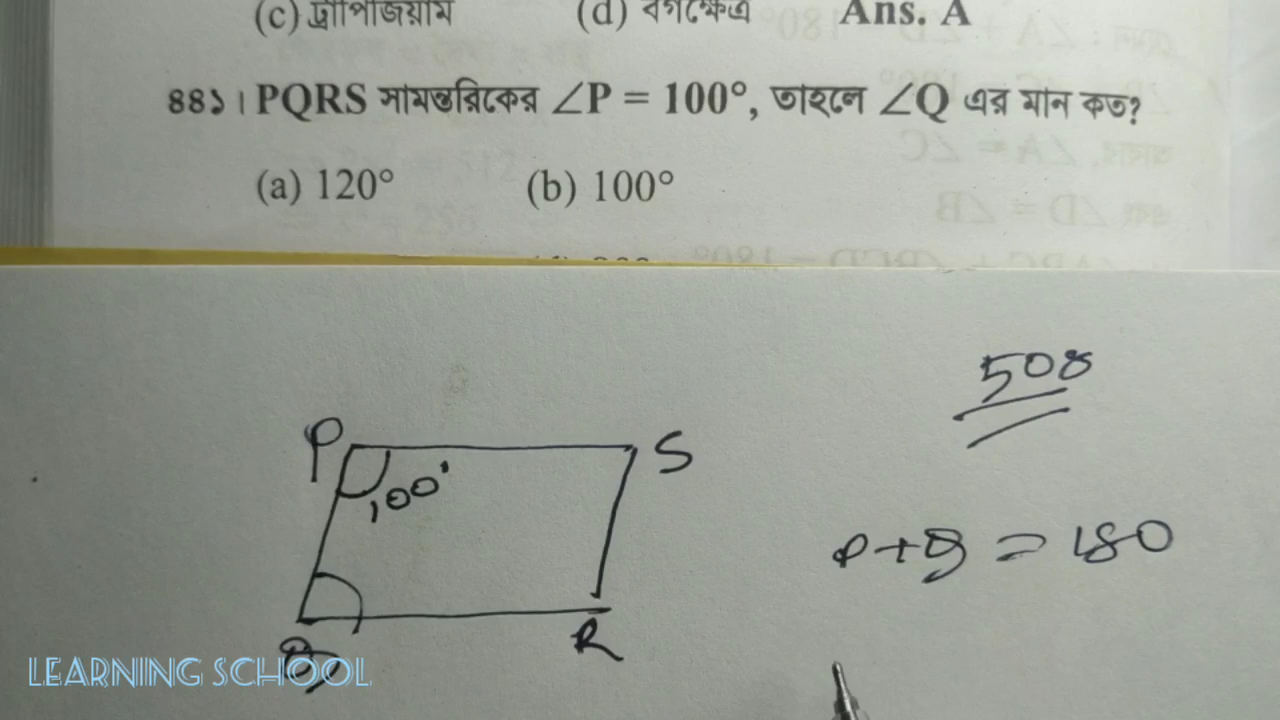 (c) ট্রাপিজিয়াম (d) বর্গক্ষেত্র Ans. A
৪৪১। PQRS সামন্তরিকের ∠P = 100°, তাহলে ∠Q এর মান কত?
(a) 120° (b) 100°
508
P S
100°
P+Q = 180
Q R
LEARNING SCHOOL